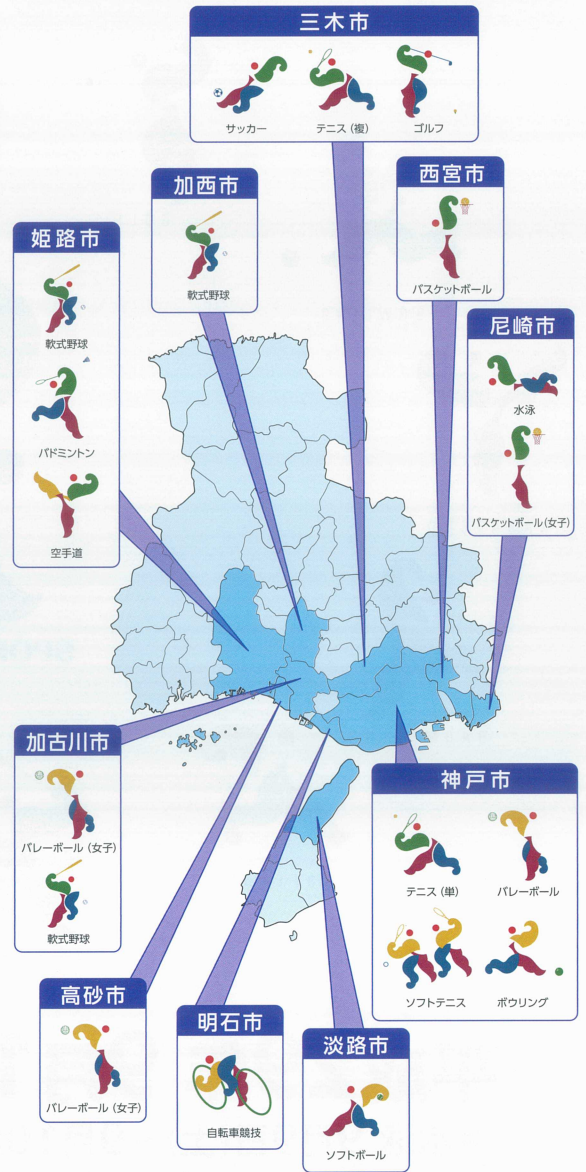 三木市
サッカー
テニス（複）
ゴルフ
加西市
軟式野球
西宮市
バスケットボール
姫路市
軟式野球
バドミントン
空手道
尼崎市
水泳
バスケットボール（女子）
加古川市
バレーボール（女子）
軟式野球
神戸市
テニス（単）
バレーボール
ソフトテニス
ボウリング
高砂市
バレーボール（女子）
明石市
自転車競技
淡路市
ソフトボール